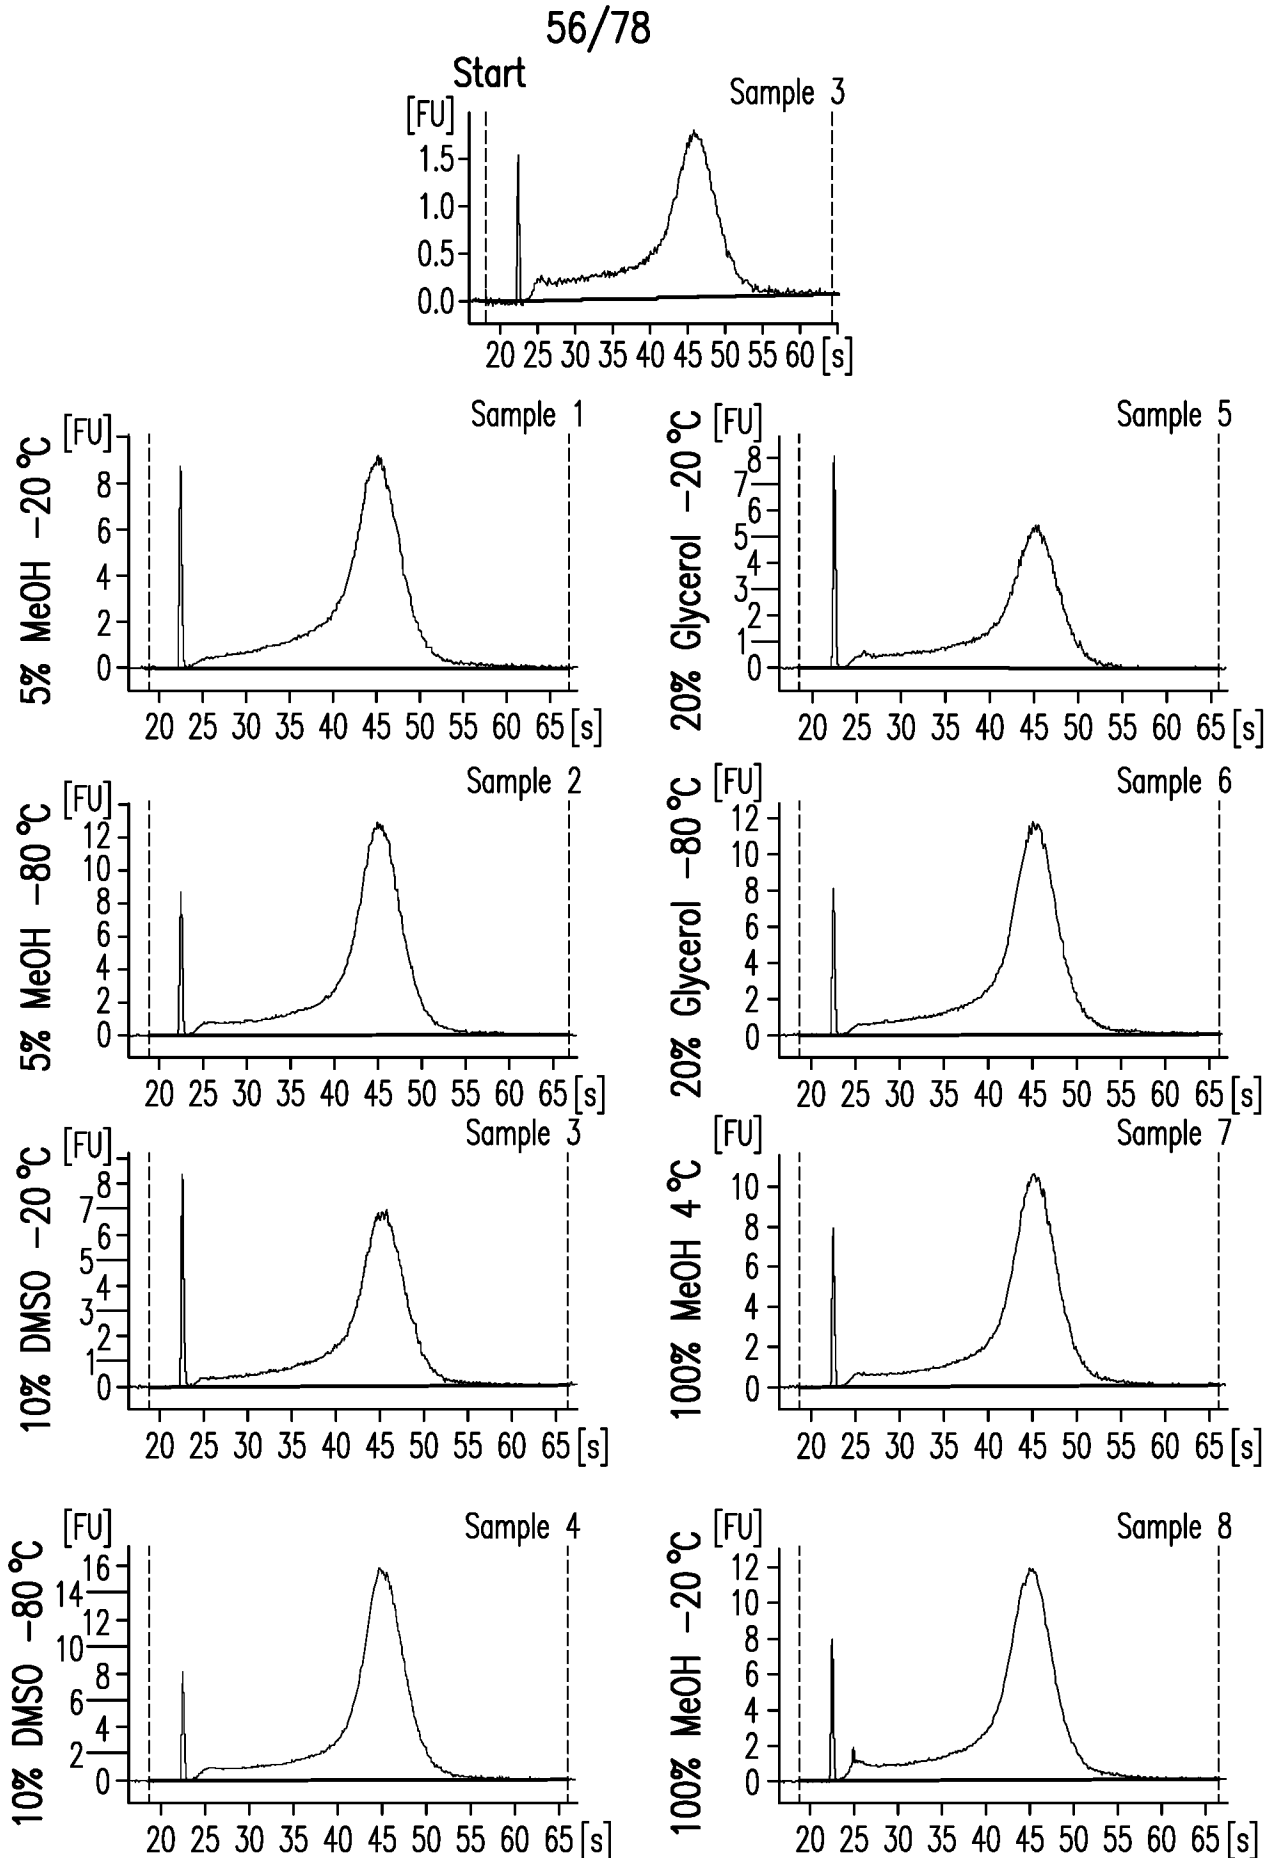 56/78
Start
Sample 3
[FU]
1.5
1.0
0.5
0.0
20 25 30 35 40 45 50 55 60 [s]
5% MeOH -20°C
[FU]
Sample 1
8
6
4
2
0
20 25 30 35 40 45 50 55 60 65 [s]
20% Glycerol -20°C
[FU]
Sample 5
8
7
6
5
4
3
2
1
0
20 25 30 35 40 45 50 55 60 65 [s]
5% MeOH -80°C
[FU]
Sample 2
12
10
8
6
4
2
0
20 25 30 35 40 45 50 55 60 65 [s]
20% Glycerol -80°C
[FU]
Sample 6
12
10
8
6
4
2
0
20 25 30 35 40 45 50 55 60 65 [s]
10% DMSO -20°C
[FU]
Sample 3
8
7
6
5
4
3
2
1
0
20 25 30 35 40 45 50 55 60 65 [s]
100% MeOH 4°C
[FU]
Sample 7
10
8
6
4
2
0
20 25 30 35 40 45 50 55 60 65 [s]
10% DMSO -80°C
[FU]
Sample 4
16
14
12
10
8
6
4
2
0
20 25 30 35 40 45 50 55 60 65 [s]
100% MeOH -20°C
[FU]
Sample 8
12
10
8
6
4
2
0
20 25 30 35 40 45 50 55 60 65 [s]